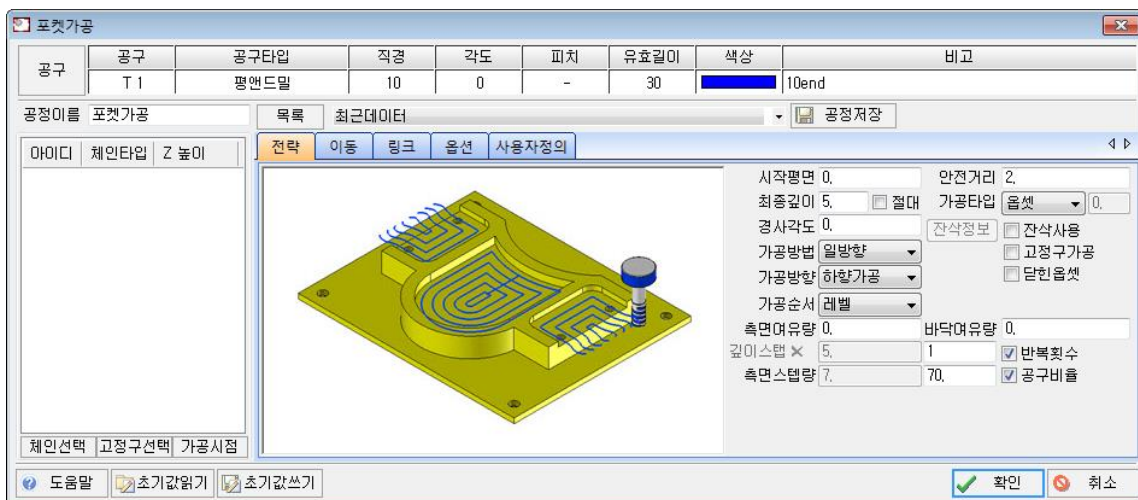 포켓가공
공구 공구 공구타입 직경 각도 피치 유효길이 색상 비고
T 1 평앤드밀 10 0 - 30 10end
공정이름 포켓가공 목록 최근데이터 공정저장
아이디 체인타입 Z 높이
전략 이동 링크 옵션 사용자정의
시작평면 0, 안전거리 2,
최종깊이 5, 절대 가공타입 옵셋 0,
경사각도 0, 잔삭정보 잔삭사용
가공방법 일방향 고정구가공
가공방향 하향가공 닫힌옵셋
가공순서 레벨
측면여유량 0, 바닥여유량 0,
깊이스탭 × 5, 1 반복횟수
측면스텝량 7, 70, 공구비율
체인선택 고정구선택 가공시점
도움말 초기값읽기 초기값쓰기 확인 취소